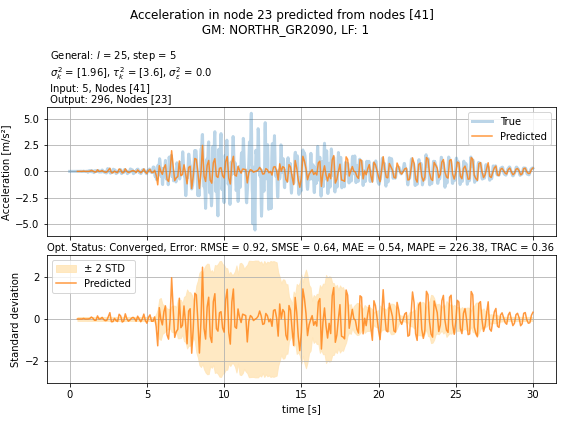 Acceleration in node 23 predicted from nodes [41]
GM: NORTHR_GR2090, LF: 1
General: l = 25, step = 5
σ²ₖ = [1.96], τ²ₖ = [3.6], σ²ₑ = 0.0
Input: 5, Nodes [41]
Output: 296, Nodes [23]
5.0
2.5
0.0
−2.5
−5.0
Acceleration [m/s²]
True
Predicted
Opt. Status: Converged, Error: RMSE = 0.92, SMSE = 0.64, MAE = 0.54, MAPE = 226.38, TRAC = 0.36
2
0
−2
Standard deviation
± 2 STD
Predicted
0 5 10 15 20 25 30
time [s]